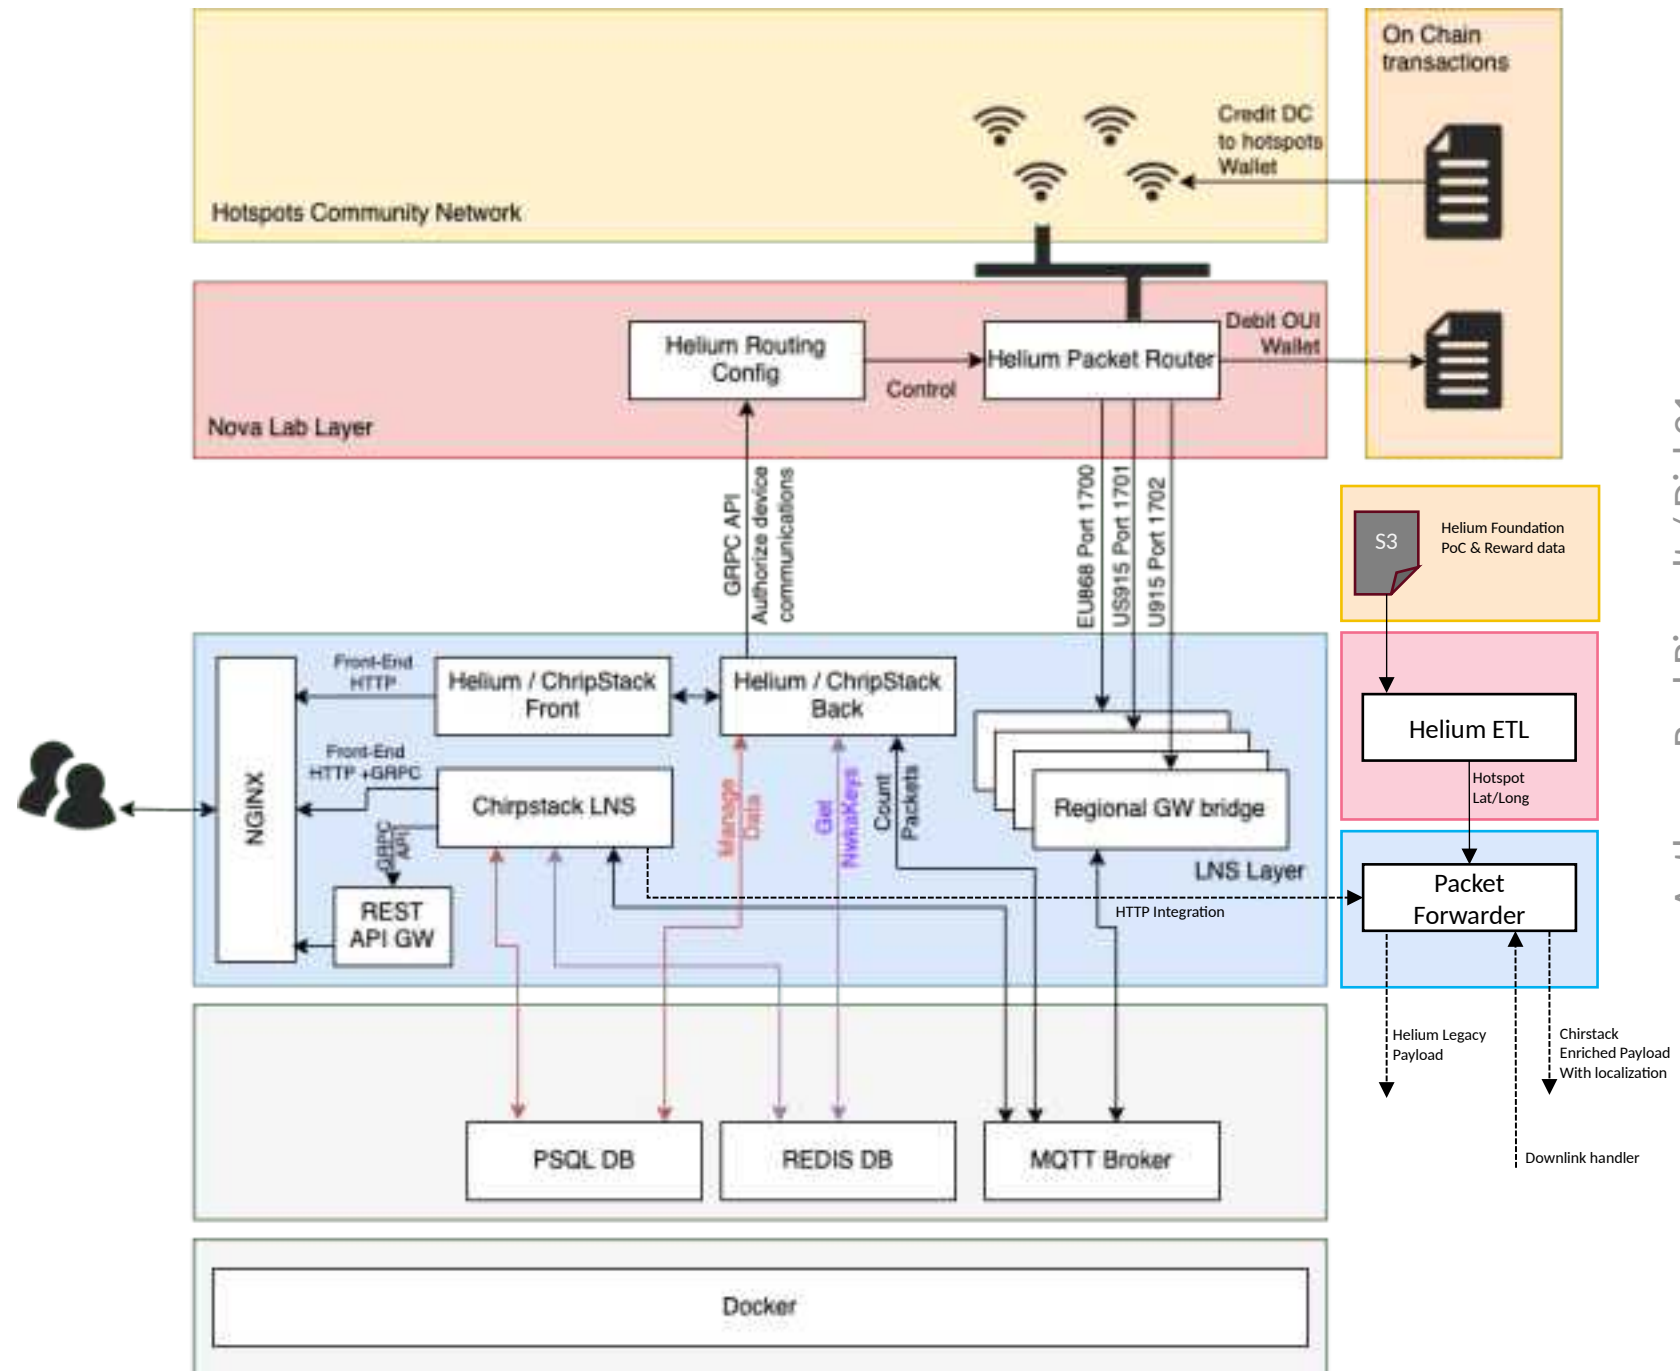 On Chain
transactions
Credit DC
to hotspots
Wallet
Hotspots Community Network
Helium Routing
Config
Control
Helium Packet Router
Debit OUI
Wallet
Nova Lab Layer
GRPC API
Authorize device
communications
EU868 Port 1700
US915 Port 1701
U915 Port 1702
S3
Helium Foundation
PoC & Reward data
NGINX
Front-End
HTTP
Helium / ChripStack
Front
Helium / ChripStack
Back
Front-End
HTTP +GRPC
Chirpstack LNS
GRPC
API
REST
API GW
Manage
Data
Get
NwkaKeys
Count
Packets
Regional GW bridge
LNS Layer
Helium ETL
Hotspot
Lat/Long
Packet
Forwarder
HTTP Integration
Helium Legacy
Payload
Chirstack
Enriched Payload
With localization
Downlink handler
PSQL DB
REDIS DB
MQTT Broker
Docker